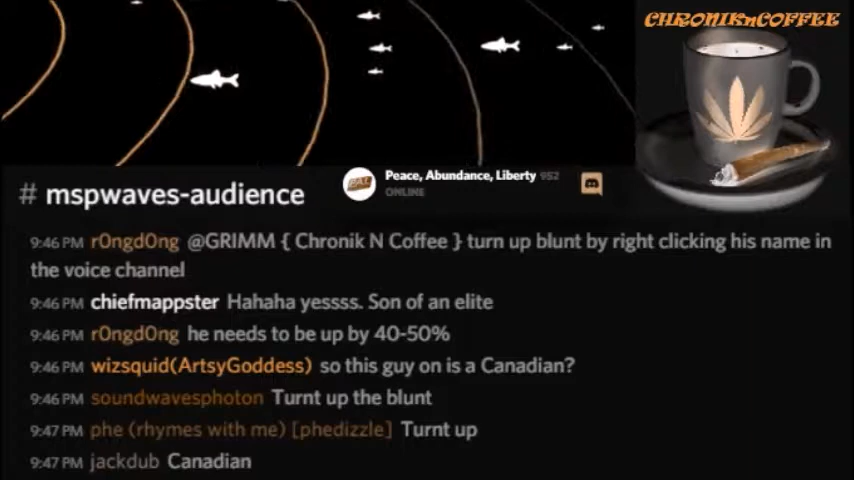 CHRONIKnCOFFEE
# mspwaves-audience
Peace, Abundance, Liberty 952
ONLINE
9:46 PM r0ngd0ng @GRIMM { Chronik N Coffee } turn up blunt by right clicking his name in
the voice channel
9:46 PM chiefmappster Hahaha yessss. Son of an elite
9:46 PM r0ngd0ng he needs to be up by 40-50%
9:46 PM wizsquid(ArtsyGoddess) so this guy on is a Canadian?
9:46 PM soundwavesphoton Turnt up the blunt
9:47 PM phe (rhymes with me) [phedizzle] Turnt up
9:47 PM jackdub Canadian